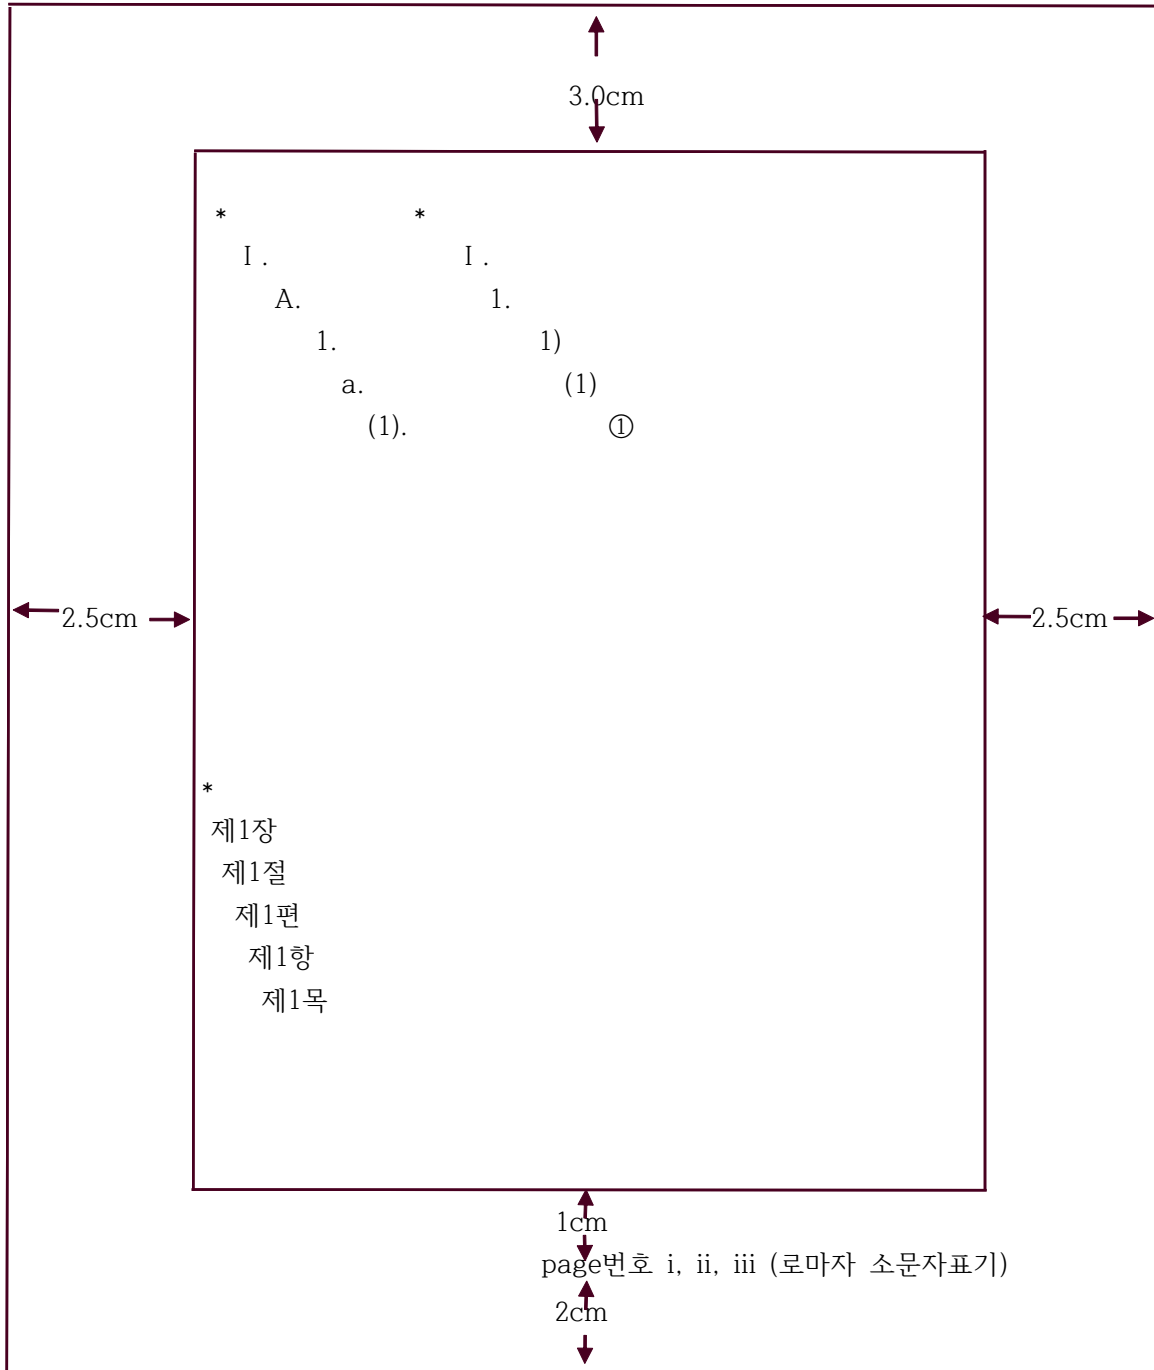 3.0cm
* *
Ⅰ. Ⅰ.
A. 1.
1. 1)
a. (1)
(1). ①
2.5cm 2.5cm
*
제1장
제1절
제1편
제1항
제1목
1cm
page번호 i, ii, iii (로마자 소문자표기)
2cm